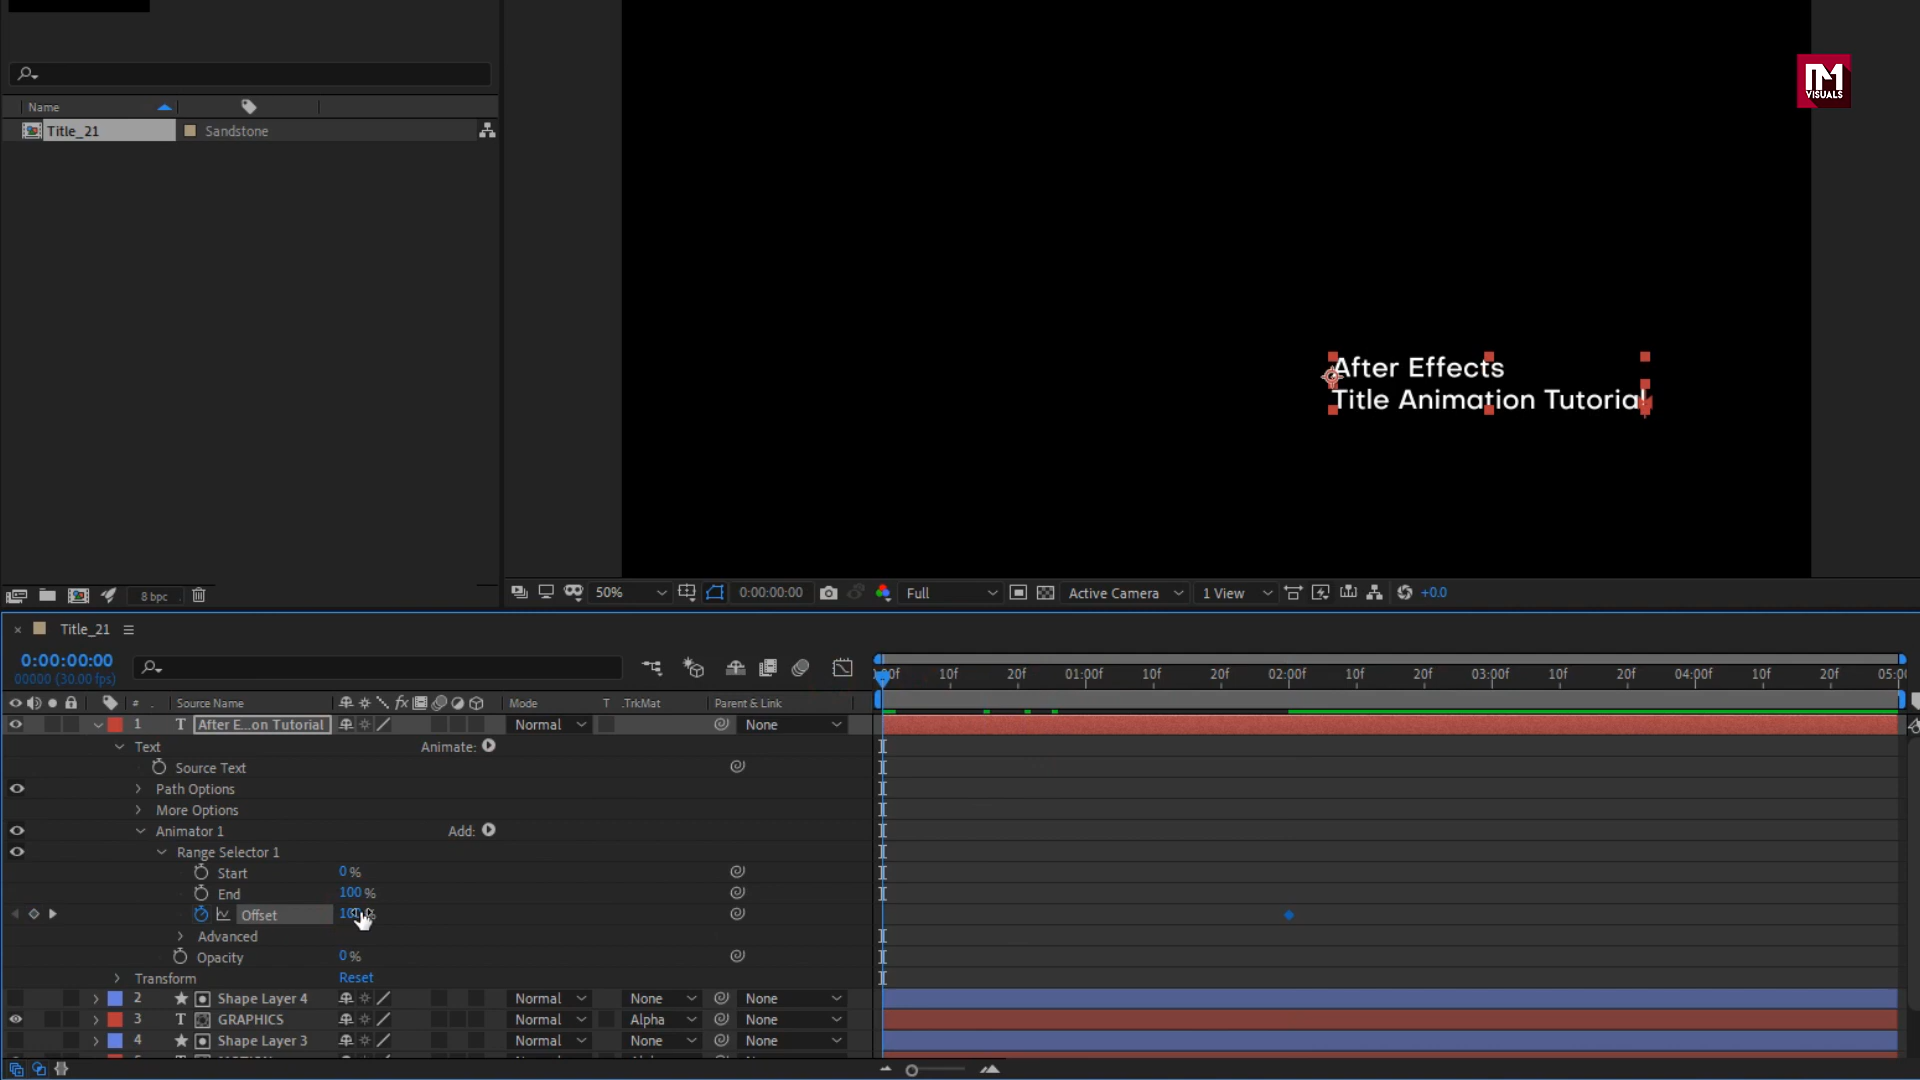 VISUALS
Name
Title_21
Sandstone
8 bpc
After Effects
Title Animation Tutorial
50%
0:00:00:00
Full
Active Camera
1 View
+0.0
Title_21
0:00:00:00
00000 (30.00 fps)
10f 20f 01:00f 10f 20f 02:00f 10f 20f 03:00f 10f 20f 04:00f 10f 20f
# . Source Name fx Mode T .TrkMat Parent & Link
1 T After E...on Tutorial Normal None
Text Animate:
Source Text
Path Options
More Options
Animator 1 Add:
Range Selector 1
Start 0 %
End 100 %
Offset
Advanced
Opacity 0 %
Transform Reset
2 Shape Layer 4 Normal None None
3 T GRAPHICS Normal Alpha None
4 Shape Layer 3 Normal None None